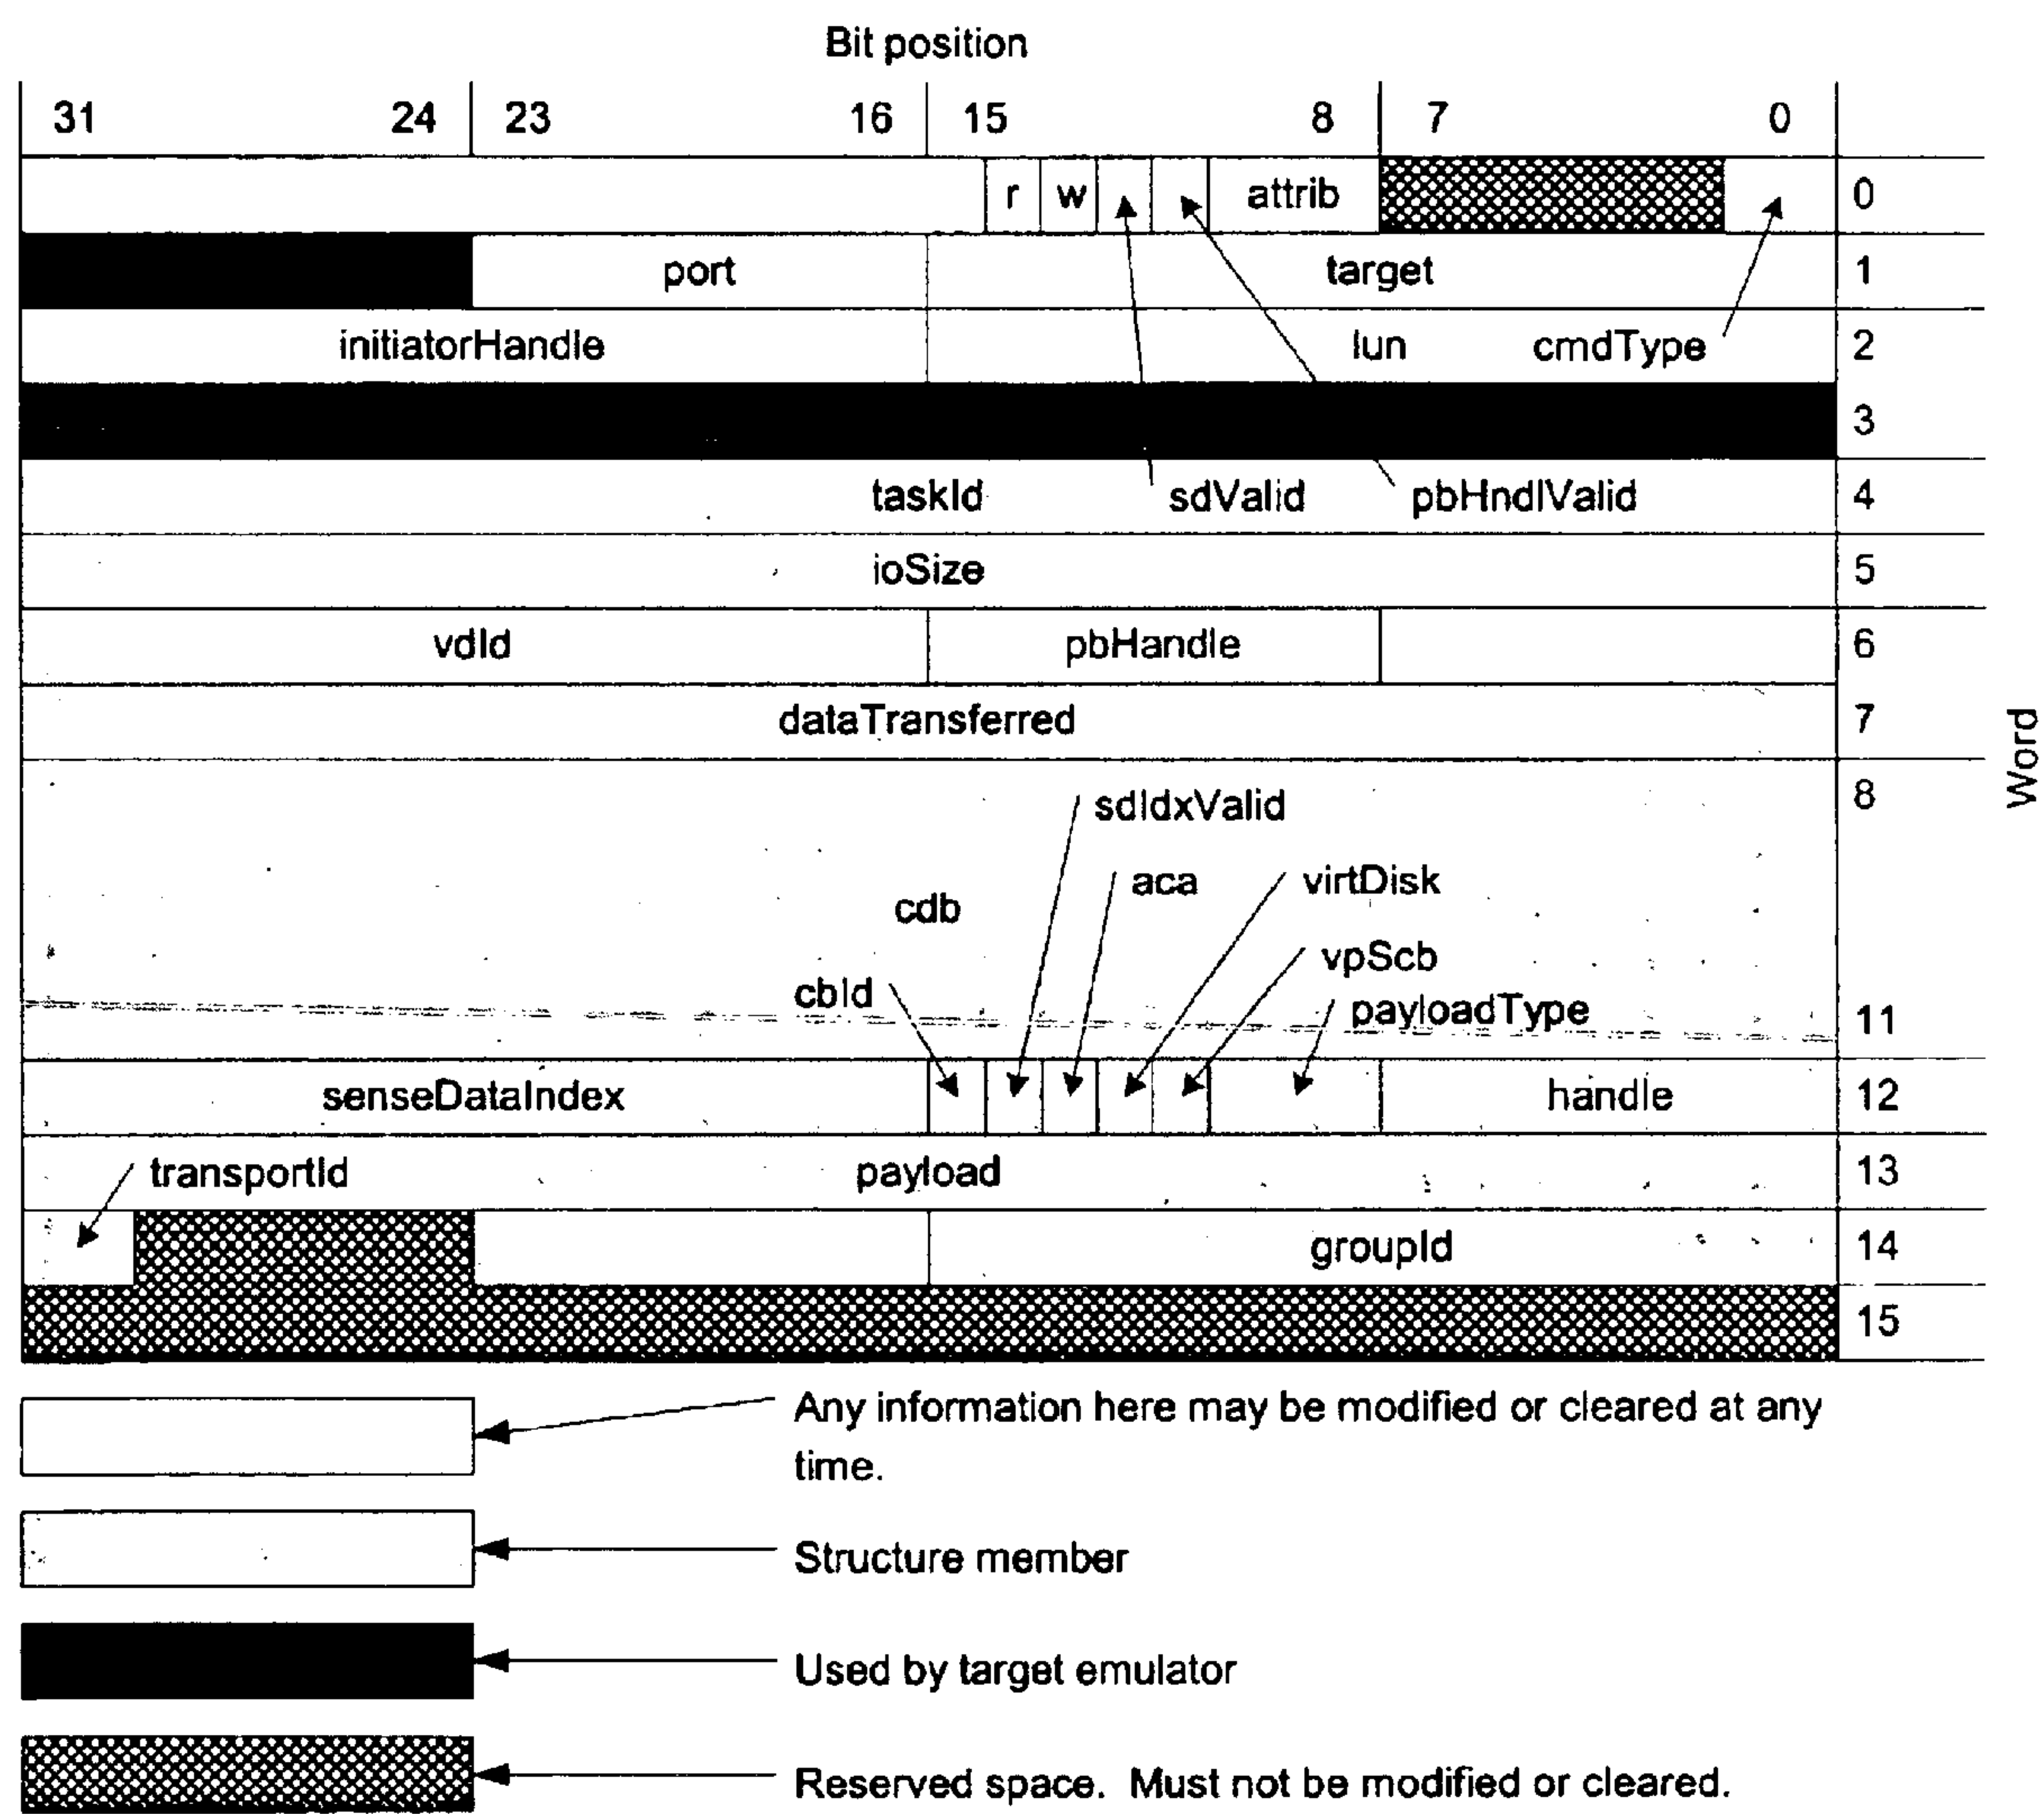 Bit position
31 24 23 16 15 8 7 0
r w attrib 0
port target 1
initiatorHandle lun cmdType 2
3
taskId sdValid pbHndlValid 4
ioSize 5
vdId pbHandle 6
dataTransferred 7
Word
8
sdIdxValid
aca virtDisk
cdb
vpScb
cbId payloadType 11
senseDataIndex handle 12
transportId payload 13
groupId 14
15
Any information here may be modified or cleared at any
time.
Structure member
Used by target emulator
Reserved space. Must not be modified or cleared.